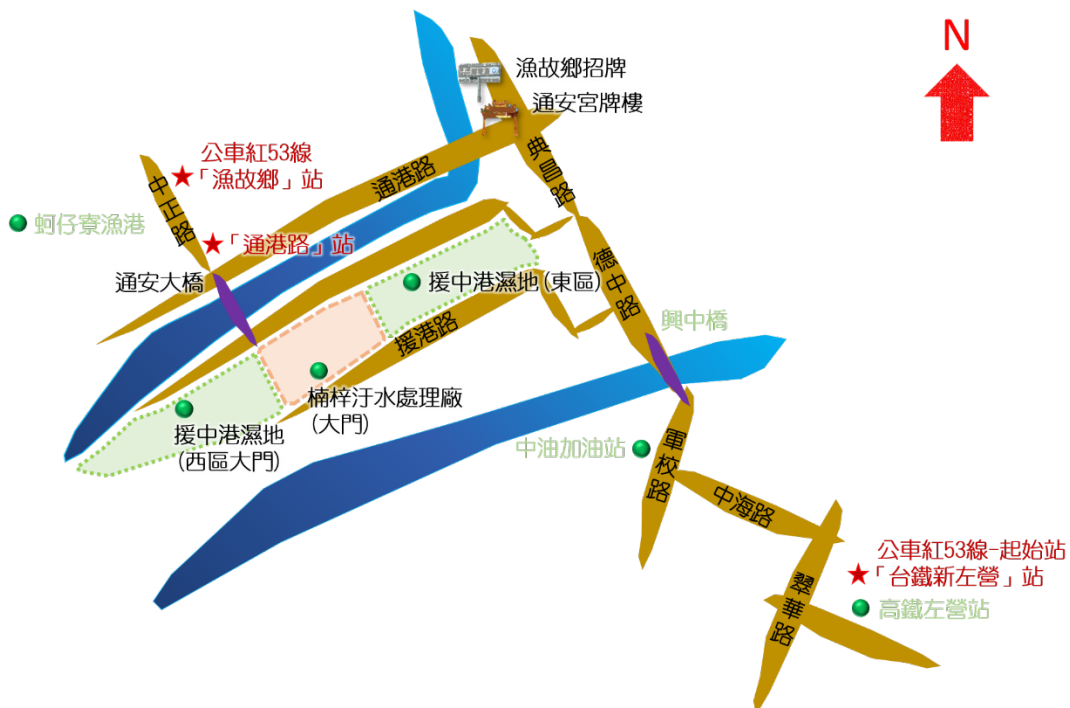 N
漁故鄉招牌
通安宮牌樓
公車紅53線
「漁故鄉」站
中正路
通港路
典昌路
蚵仔寮漁港
「通港路」站
通安大橋
援中港濕地(東區)
德中路
援港路
興中橋
楠梓汙水處理廠
(大門)
援中港濕地
(西區大門)
中油加油站
軍校路
中海路
公車紅53線-起始站
「台鐵新左營」站
翠華路
高鐵左營站